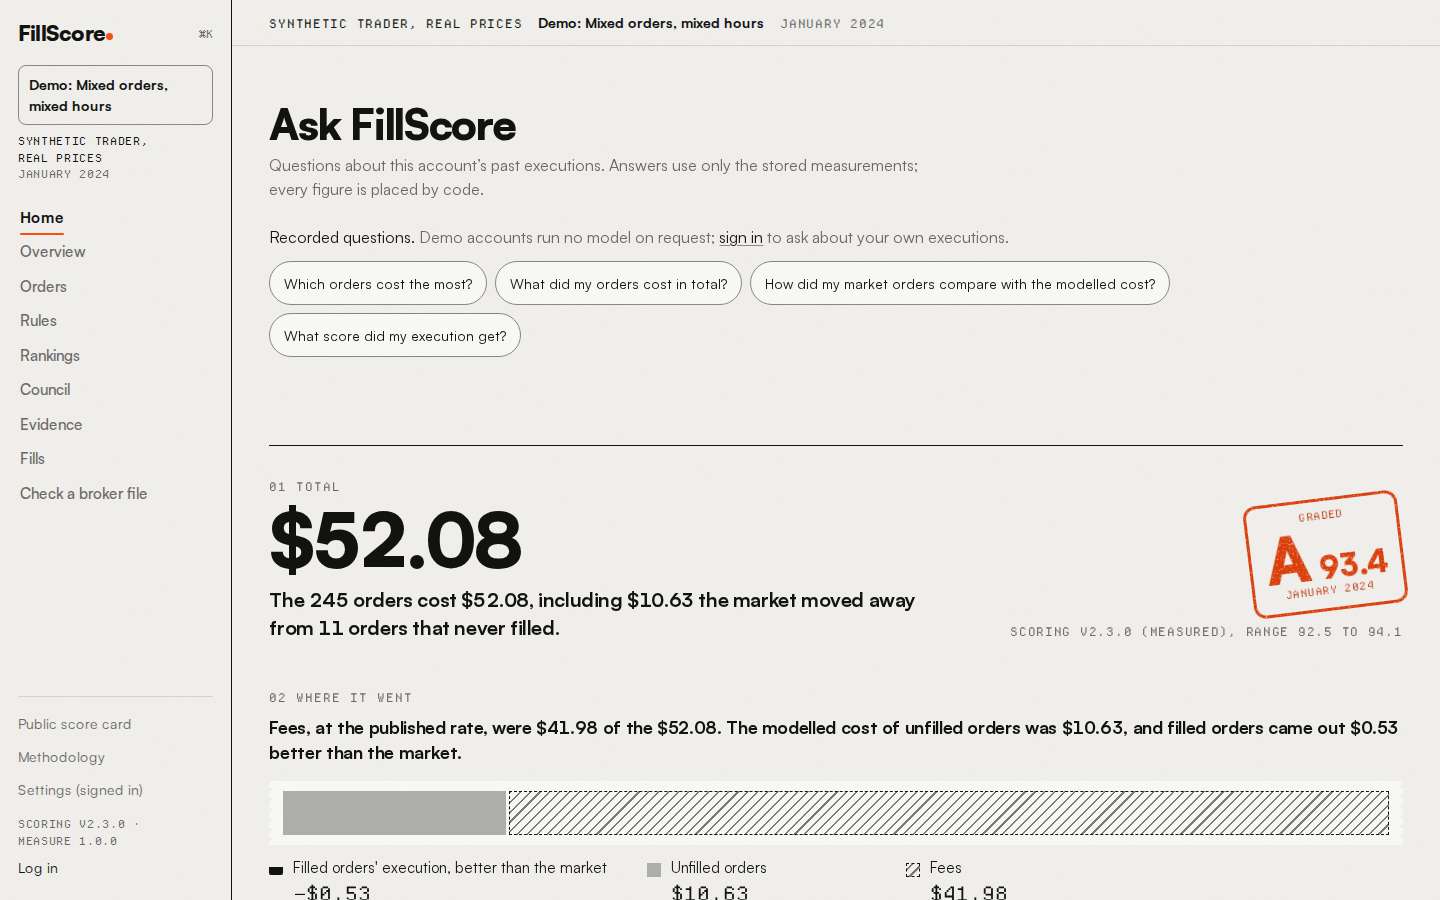 FillScore.
⌘K
Demo: Mixed orders,
mixed hours
SYNTHETIC TRADER,
REAL PRICES
JANUARY 2024
Home
Overview
Orders
Rules
Rankings
Council
Evidence
Fills
Check a broker file
Public score card
Methodology
Settings (signed in)
SCORING V2.3.0 ·
MEASURE 1.0.0
Log in
SYNTHETIC TRADER, REAL PRICES Demo: Mixed orders, mixed hours JANUARY 2024
Ask FillScore
Questions about this account’s past executions. Answers use only the stored measurements;
every figure is placed by code.
Recorded questions. Demo accounts run no model on request; sign in to ask about your own executions.
Which orders cost the most? What did my orders cost in total? How did my market orders compare with the modelled cost?
What score did my execution get?
01 TOTAL
$52.08
The 245 orders cost $52.08, including $10.63 the market moved away
from 11 orders that never filled.
GRADED
A 93.4
JANUARY 2024
SCORING V2.3.0 (MEASURED), RANGE 92.5 TO 94.1
02 WHERE IT WENT
Fees, at the published rate, were $41.98 of the $52.08. The modelled cost of unfilled orders was $10.63, and filled orders came out $0.53
better than the market.
Filled orders' execution, better than the market Unfilled orders Fees
−$0.53 $10.63 $41.98